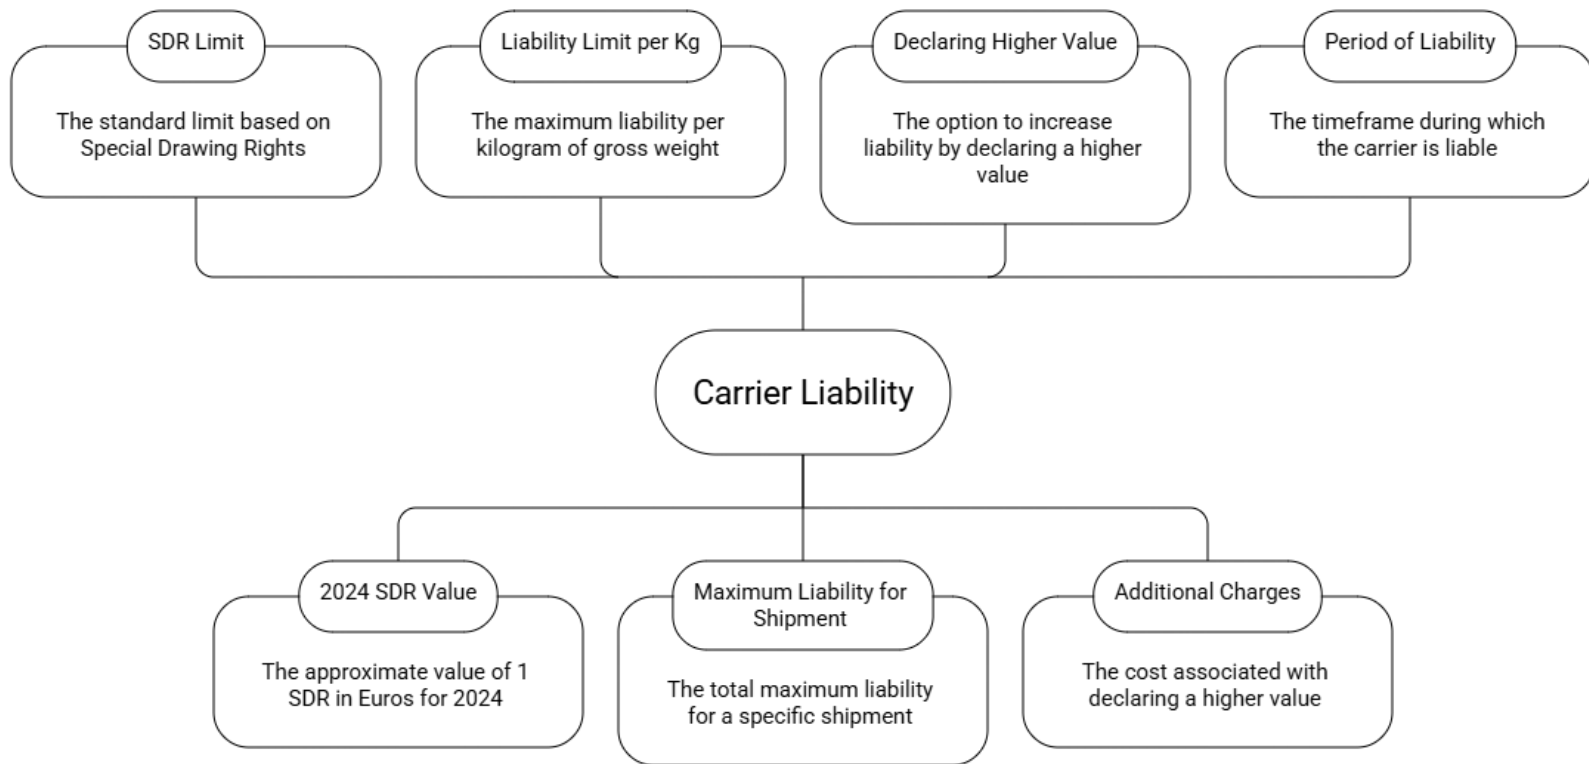 SDR Limit
The standard limit based on
Special Drawing Rights
Liability Limit per Kg
The maximum liability per
kilogram of gross weight
Declaring Higher Value
The option to increase
liability by declaring a higher
value
Period of Liability
The timeframe during which
the carrier is liable
Carrier Liability
2024 SDR Value
The approximate value of 1
SDR in Euros for 2024
Maximum Liability for
Shipment
The total maximum liability
for a specific shipment
Additional Charges
The cost associated with
declaring a higher value